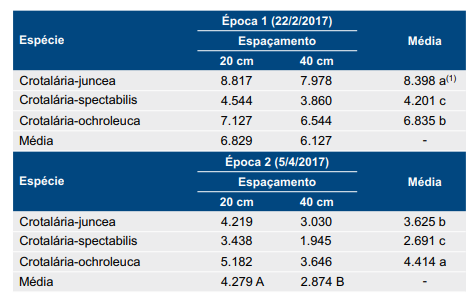 Espécie Época 1 (22/2/2017) Média
Espaçamento
20 cm 40 cm
Crotalária-juncea 8.817 7.978 8.398 a(1)
Crotalária-spectabilis 4.544 3.860 4.201 c
Crotalária-ochroleuca 7.127 6.544 6.835 b
Média 6.829 6.127 -
Espécie Época 2 (5/4/2017) Média
Espaçamento
20 cm 40 cm
Crotalária-juncea 4.219 3.030 3.625 b
Crotalária-spectabilis 3.438 1.945 2.691 c
Crotalária-ochroleuca 5.182 3.646 4.414 a
Média 4.279 A 2.874 B -